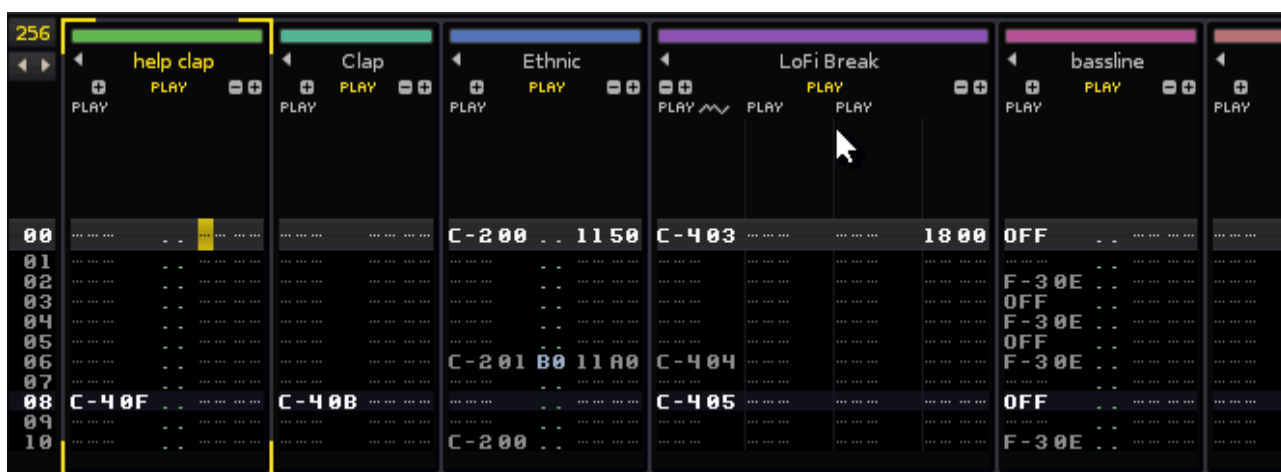 256
help clap Clap Ethnic LoFi Break bassline
PLAY PLAY PLAY PLAY PLAY
PLAY PLAY PLAY PLAY PLAY PLAY PLAY PLAY
00 C-200 .. 1150 C-403 1800 OFF ..
01
02 F-30E ..
03 OFF
04 F-30E ..
05 OFF
06 C-201 B0 11A0 C-404 F-30E ..
07
08 C-40F .. C-40B C-405 OFF ..
09
10 C-200 .. F-30E ..